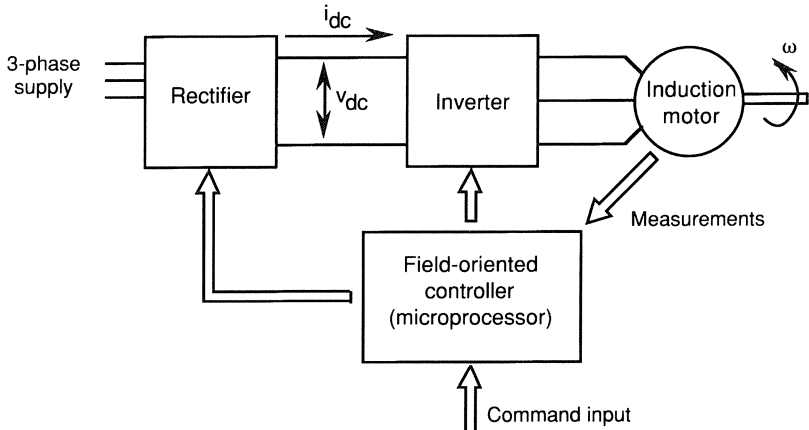 i_dc
ω
3-phase
supply
Rectifier
v_dc
Inverter
Induction
motor
Measurements
Field-oriented
controller
(microprocessor)
Command input